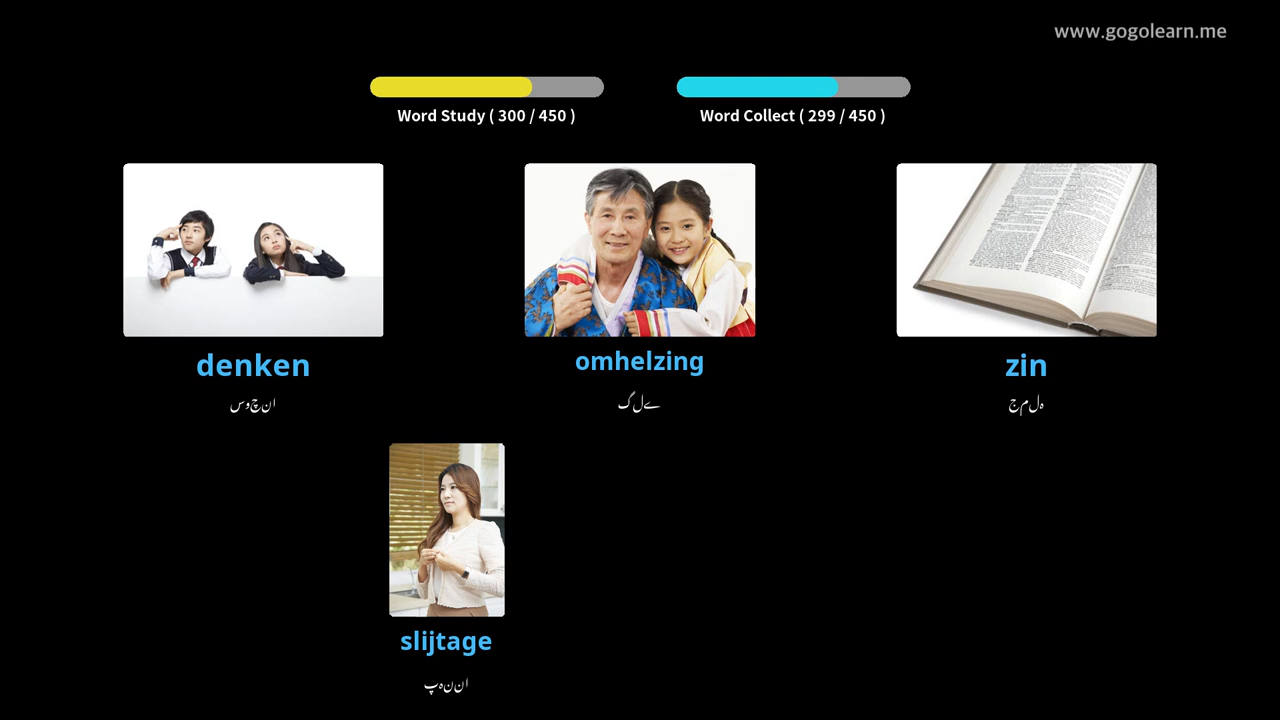 www.gogolearn.me
Word Study ( 300 / 450 )
Word Collect ( 299 / 450 )
denken
سوچنا
omhelzing
گلے
zin
جملہ
slijtage
پہننا